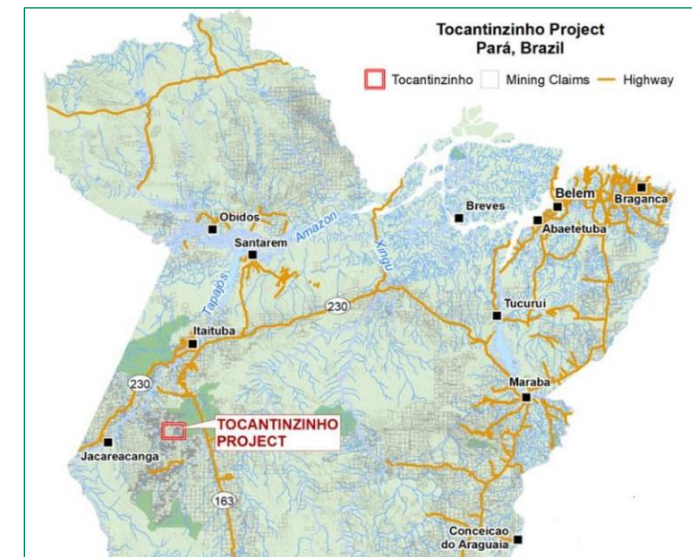 Tocantinzinho Project
Pará, Brazil
Tocantinzinho
Mining Claims
Highway
Belem
Braganca
Breves
Abaetetuba
Obidos
Amazon
Santarem
Xingu
Tapajós
Tucurui
230
Itaituba
230
Maraba
TOCANTINZINHO
PROJECT
Jacareacanga
163
Conceicao
do Araguaia